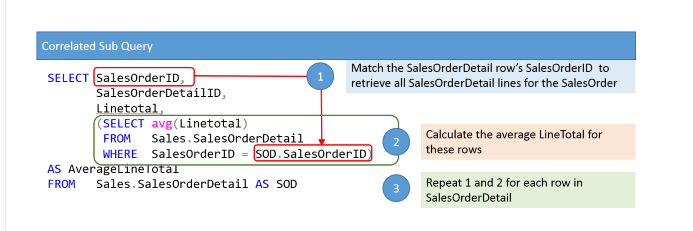 Correlated Sub Query
SELECT SalesOrderID,
SalesOrderDetailID,
Linetotal,
(SELECT avg(Linetotal)
FROM Sales.SalesOrderDetail
WHERE SalesOrderID = SOD.SalesOrderID)
AS AverageLineTotal
FROM Sales.SalesOrderDetail AS SOD
1
Match the SalesOrderDetail row's SalesOrderID to
retrieve all SalesOrderDetail lines for the SalesOrder
2
Calculate the average LineTotal for
these rows
3
Repeat 1 and 2 for each row in
SalesOrderDetail